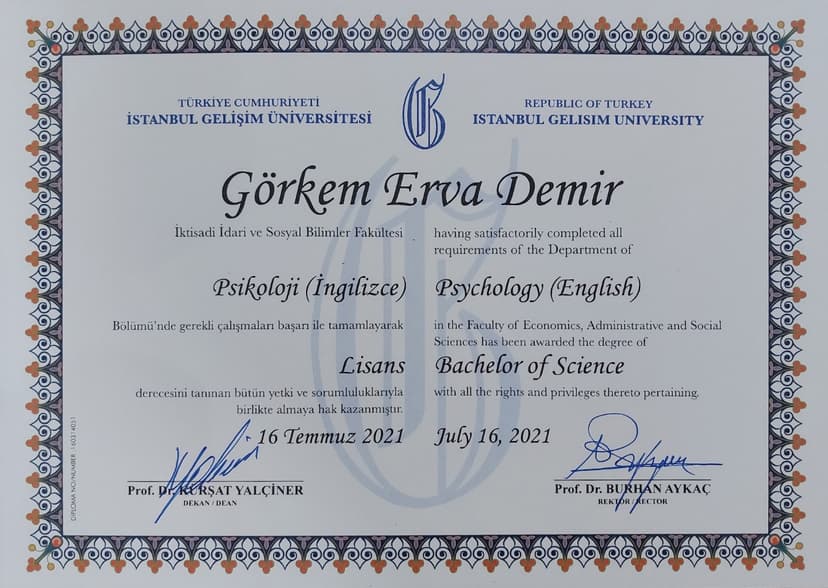 TÜRKİYE CUMHURİYETİ
İSTANBUL GELİŞİM ÜNİVERSİTESİ
REPUBLIC OF TURKEY
ISTANBUL GELISIM UNIVERSITY
Görkem Erva Demir
İktisadi İdari ve Sosyal Bilimler Fakültesi
having satisfactorily completed all
requirements of the Department of
Psikoloji (İngilizce)
Psychology (English)
Bölümü'nde gerekli çalışmaları başarı ile tamamlayarak
in the Faculty of Economics, Administrative and Social
Sciences has been awarded the degree of
Lisans
Bachelor of Science
derecesini tanınan bütün yetki ve sorumluluklarıyla
birlikte almaya hak kazanmıştır.
with all the rights and privileges thereto pertaining.
16 Temmuz 2021
July 16, 2021
Prof. Dr. KÜRŞAT YALÇİNER
DEKAN / DEAN
Prof. Dr. BURHAN AYKAÇ
REKTÖR / RECTOR
DIPLOMA NO/NUMBER